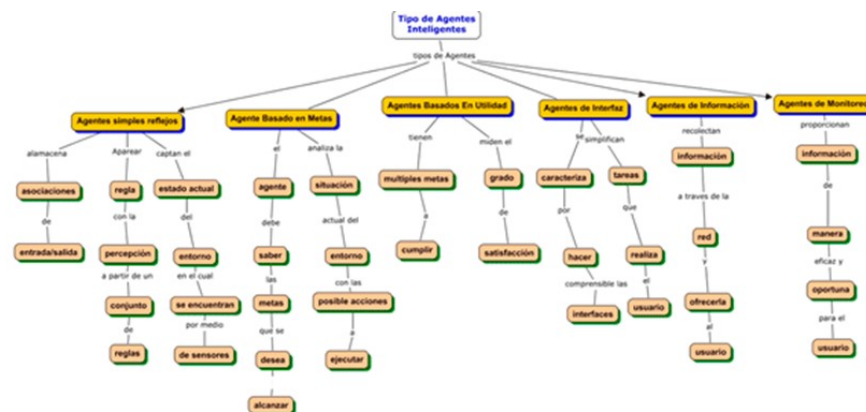 Tipo de Agentes
Inteligentes
tipos de Agentes
Agentes simples reflejos
Agente Basado en Metas
Agentes Basados En Utilidad
Agentes de Interfaz
Agentes de Información
Agentes de Monitoreo
alamacena
Aparear
captan el
asociaciones
regla
estado actual
de
con la
del
entrada/salida
percepción
entorno
a partir de un
en el cual
conjunto
se encuentran
de
por medio
reglas
de sensores
el
analiza la
agente
situación
debe
actual del
saber
entorno
las
con las
metas
posible acciones
que se
a
desea
ejecutar
alcanzar
tienen
miden el
multiples metas
grado
a
de
cumplir
satisfacción
se
simplifican
caracteriza
tareas
por
que
hacer
realiza
comprensible las
el
interfaces
usuario
recolectan
información
a traves de la
red
y
ofrecerla
al
usuario
proporcionan
información
de
manera
eficaz y
oportuna
para el
usuario